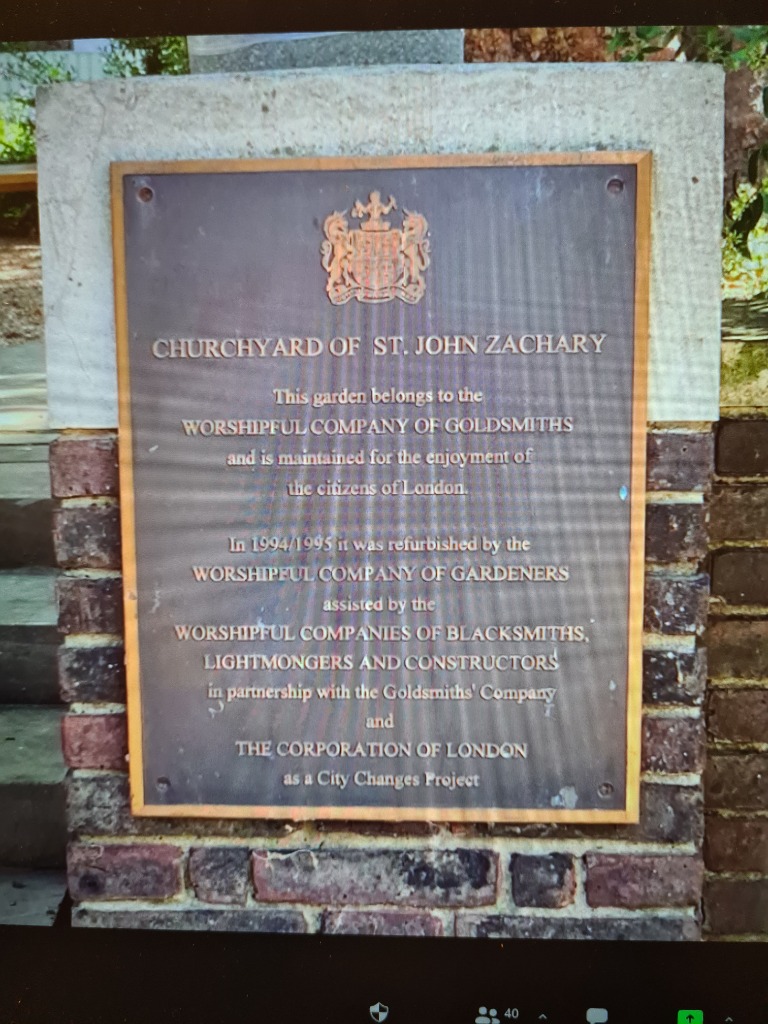 CHURCHYARD OF ST. JOHN ZACHARY
This garden belongs to the
WORSHIPFUL COMPANY OF GOLDSMITHS
and is maintained for the enjoyment of
the citizens of London.
In 1994/1995 it was refurbished by the
WORSHIPFUL COMPANY OF GARDENERS
assisted by the
WORSHIPFUL COMPANIES OF BLACKSMITHS,
LIGHTMONGERS AND CONSTRUCTORS
in partnership with the Goldsmiths' Company
and
THE CORPORATION OF LONDON
as a City Changes Project
40